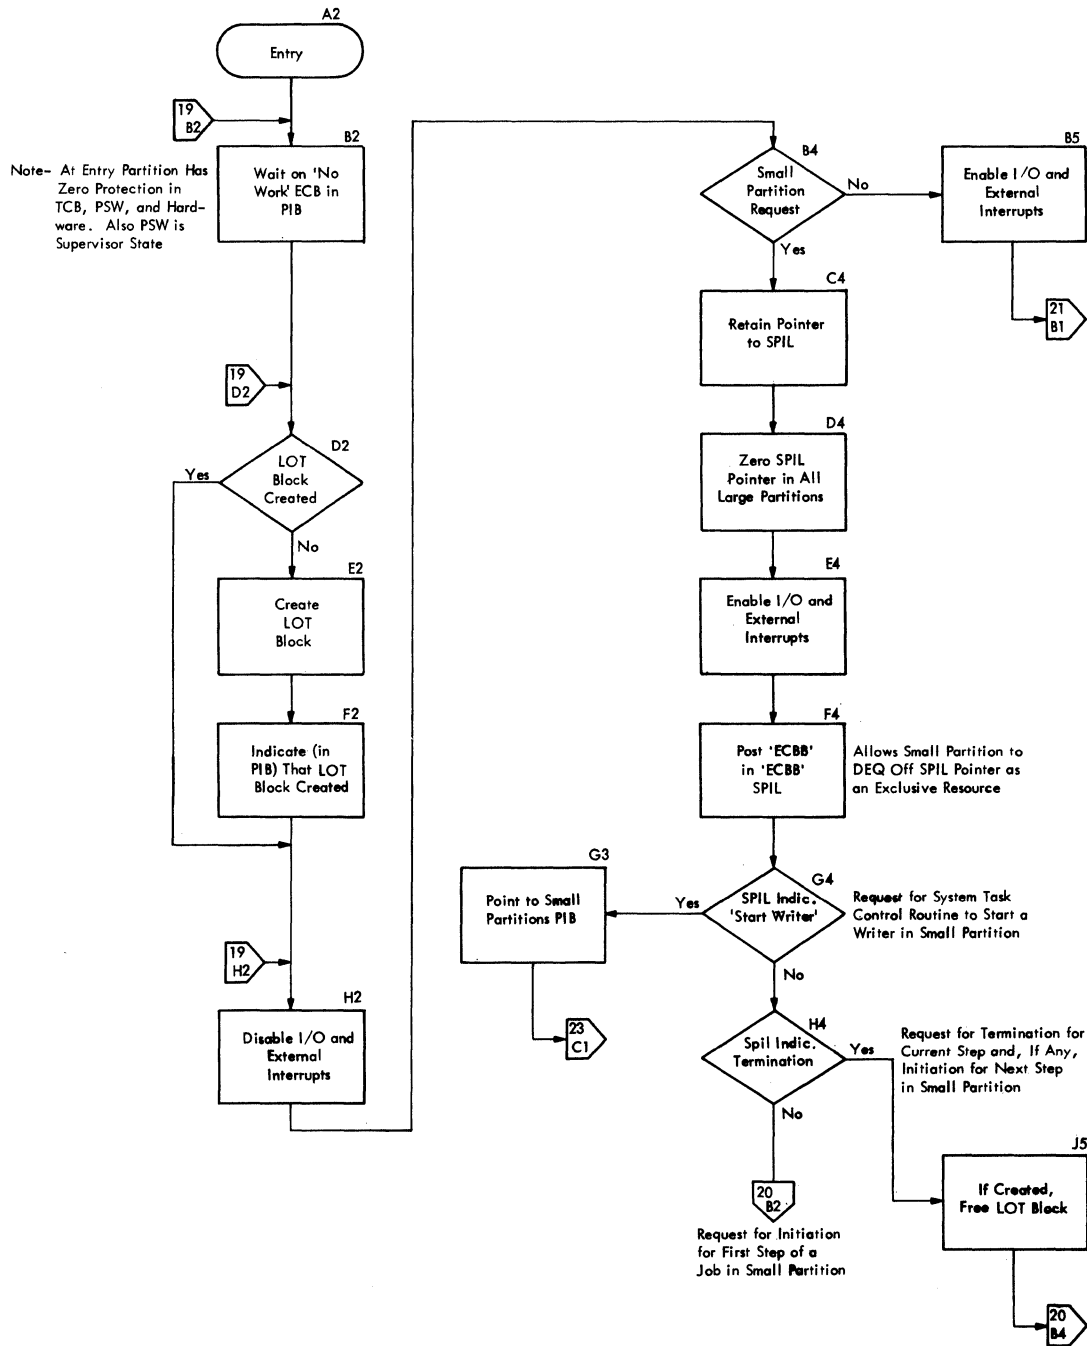 A2
Entry
19
B2
B2
Wait on 'No
Work' ECB in
PIB
Note- At Entry Partition Has
Zero Protection in
TCB, PSW, and Hard-
ware. Also PSW is
Supervisor State
19
D2
D2
LOT
Block
Created
Yes
No
E2
Create
LOT
Block
F2
Indicate (in
PIB) That LOT
Block Created
19
H2
H2
Disable I/O and
External
Interrupts
B4
Small
Partition
Request
No
Yes
B5
Enable I/O and
External
Interrupts
21
B1
C4
Retain Pointer
to SPIL
D4
Zero SPIL
Pointer in All
Large Partitions
E4
Enable I/O and
External
Interrupts
F4
Post 'ECBB'
in 'ECBB'
SPIL
Allows Small Partition to
DEQ Off SPIL Pointer as
an Exclusive Resource
G3
Point to Small
Partitions PIB
23
C1
G4
SPIL Indic.
'Start Writer'
Yes
No
Request for System Task
Control Routine to Start a
Writer in Small Partition
H4
Spil Indic.
Termination
Yes
No
Request for Termination for
Current Step and, If Any,
Initiation for Next Step
in Small Partition
20
B2
Request for Initiation
for First Step of a
Job in Small Partition
J5
If Created,
Free LOT Block
20
B4